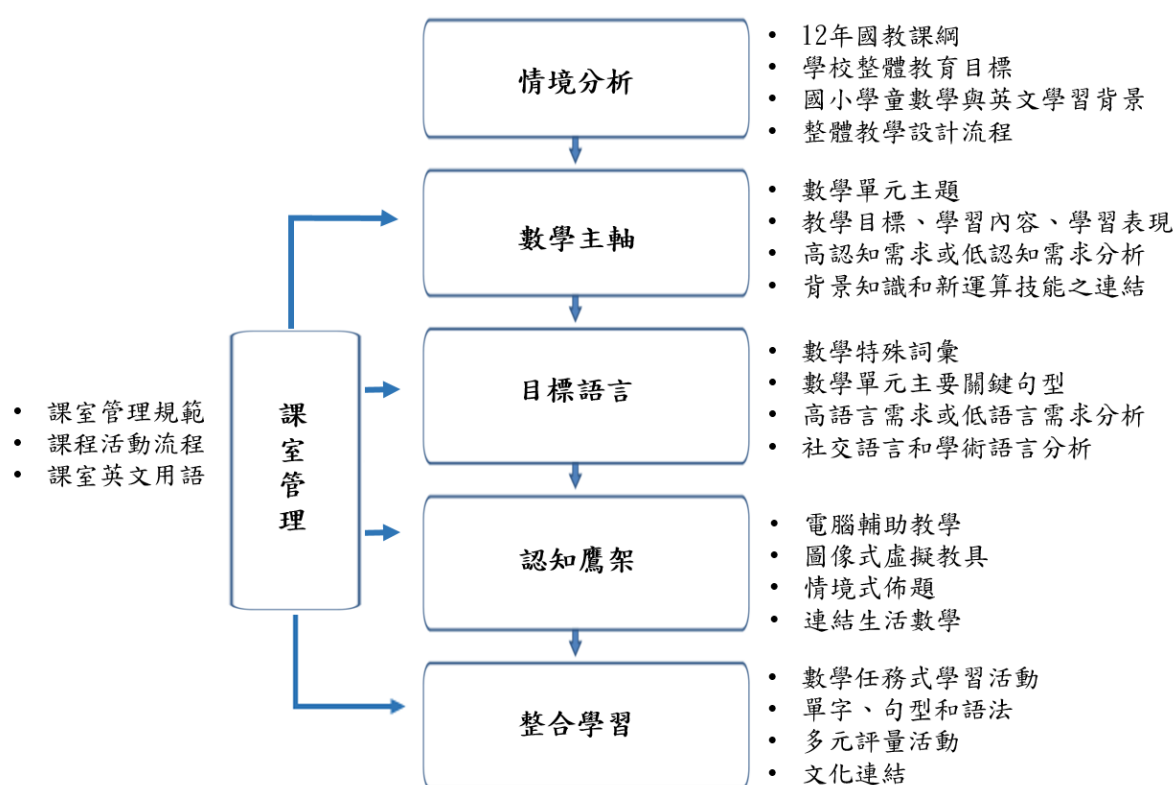 情境分析
• 12年國教課綱
• 學校整體教育目標
• 國小學童數學與英文學習背景
• 整體教學設計流程
數學主軸
• 數學單元主題
• 教學目標、學習內容、學習表現
• 高認知需求或低認知需求分析
• 背景知識和新運算技能之連結
目標語言
• 數學特殊詞彙
• 數學單元主要關鍵句型
• 高語言需求或低語言需求分析
• 社交語言和學術語言分析
課室管理
• 課室管理規範
• 課程活動流程
• 課室英文用語
認知鷹架
• 電腦輔助教學
• 圖像式虛擬教具
• 情境式佈題
• 連結生活數學
整合學習
• 數學任務式學習活動
• 單字、句型和語法
• 多元評量活動
• 文化連結